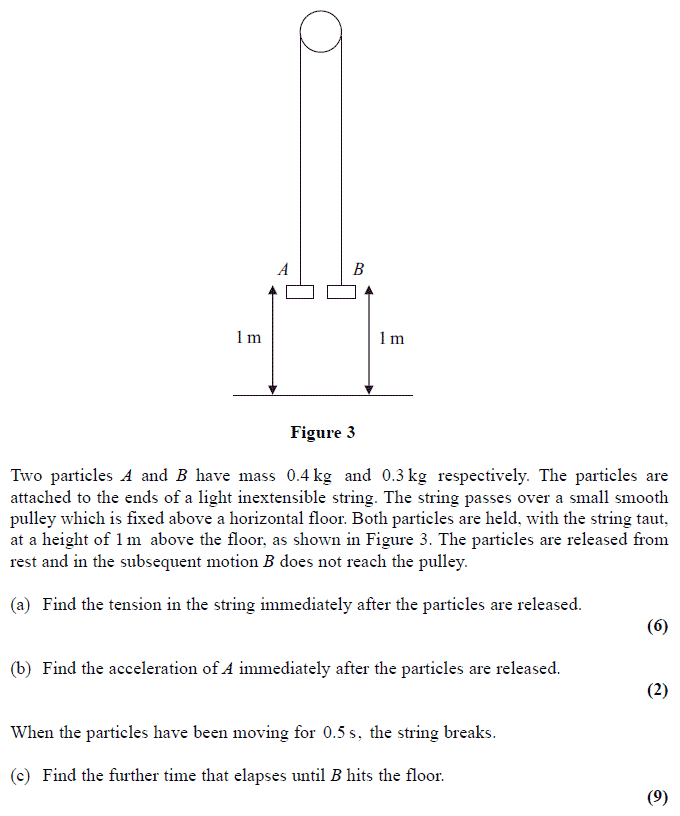 A
B
1 m
1 m
Figure 3
Two particles A and B have mass 0.4 kg and 0.3 kg respectively. The particles are
attached to the ends of a light inextensible string. The string passes over a small smooth
pulley which is fixed above a horizontal floor. Both particles are held, with the string taut,
at a height of 1 m above the floor, as shown in Figure 3. The particles are released from
rest and in the subsequent motion B does not reach the pulley.
(a) Find the tension in the string immediately after the particles are released.
(6)
(b) Find the acceleration of A immediately after the particles are released.
(2)
When the particles have been moving for 0.5 s, the string breaks.
(c) Find the further time that elapses until B hits the floor.
(9)